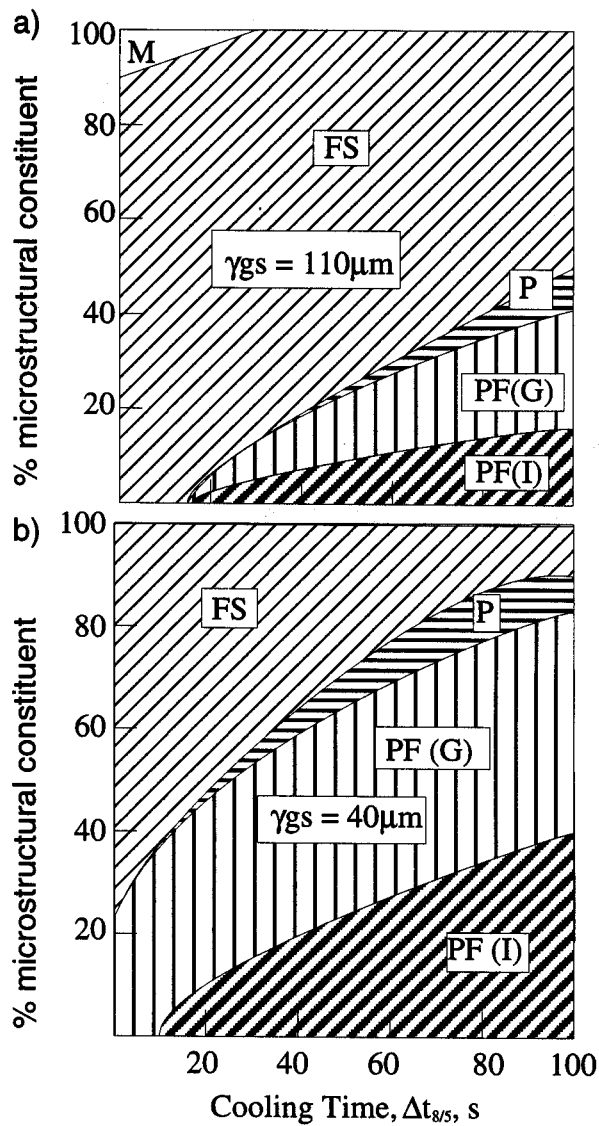 a)
100
80
60
40
20
% microstructural constituent
M
FS
γgs = 110μm
P
PF(G)
PF(I)
b)
100
80
60
40
20
% microstructural constituent
FS
P
PF (G)
γgs = 40μm
PF (I)
20 40 60 80 100
Cooling Time, Δt8/5, s